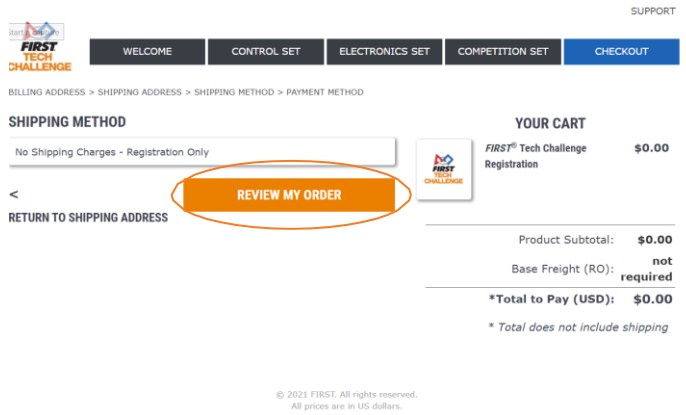 SUPPORT
FIRST
TECH
CHALLENGE
WELCOME
CONTROL SET
ELECTRONICS SET
COMPETITION SET
CHECKOUT
BILLING ADDRESS > SHIPPING ADDRESS > SHIPPING METHOD > PAYMENT METHOD
SHIPPING METHOD
No Shipping Charges - Registration Only
<
REVIEW MY ORDER
RETURN TO SHIPPING ADDRESS
YOUR CART
FIRST
TECH
CHALLENGE
FIRST® Tech Challenge $0.00
Registration
Product Subtotal: $0.00
Base Freight (RO): not required
*Total to Pay (USD): $0.00
* Total does not include shipping
© 2021 FIRST. All rights reserved.
All prices are in US dollars.